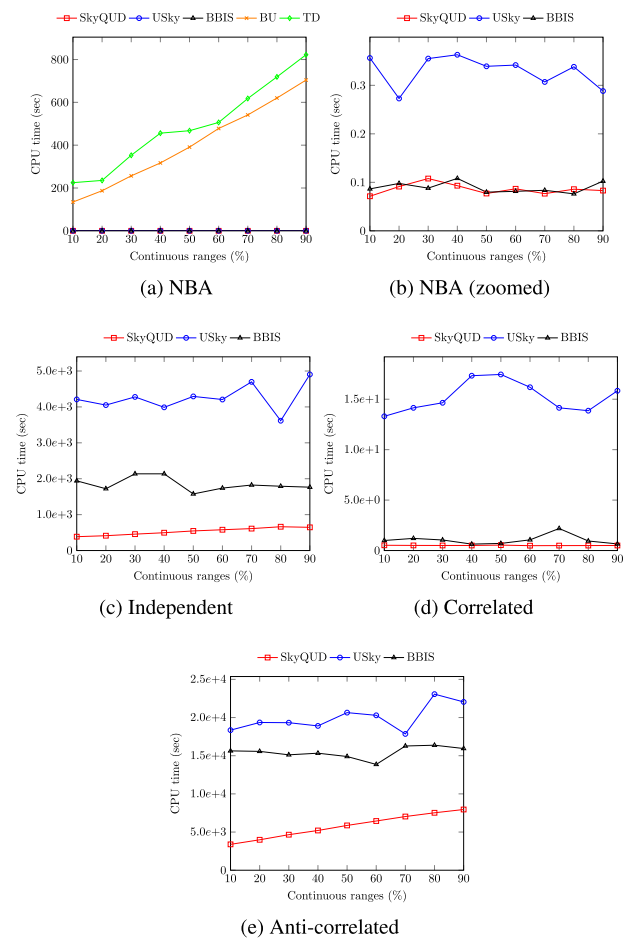 SkyQUD USky BBIS BU TD
CPU time (sec)
800
600
400
200
0
10 20 30 40 50 60 70 80 90
Continuous ranges (%)
(a) NBA
SkyQUD USky BBIS
CPU time (sec)
0.3
0.2
0.1
0
10 20 30 40 50 60 70 80 90
Continuous ranges (%)
(b) NBA (zoomed)
SkyQUD USky BBIS
CPU time (sec)
5.0e+3
4.0e+3
3.0e+3
2.0e+3
1.0e+3
0
10 20 30 40 50 60 70 80 90
Continuous ranges (%)
(c) Independent
SkyQUD USky BBIS
CPU time (sec)
1.5e+1
1.0e+1
5.0e+0
0
10 20 30 40 50 60 70 80 90
Continuous ranges (%)
(d) Correlated
SkyQUD USky BBIS
CPU time (sec)
2.5e+4
2.0e+4
1.5e+4
1.0e+4
5.0e+3
0
10 20 30 40 50 60 70 80 90
Continuous ranges (%)
(e) Anti-correlated